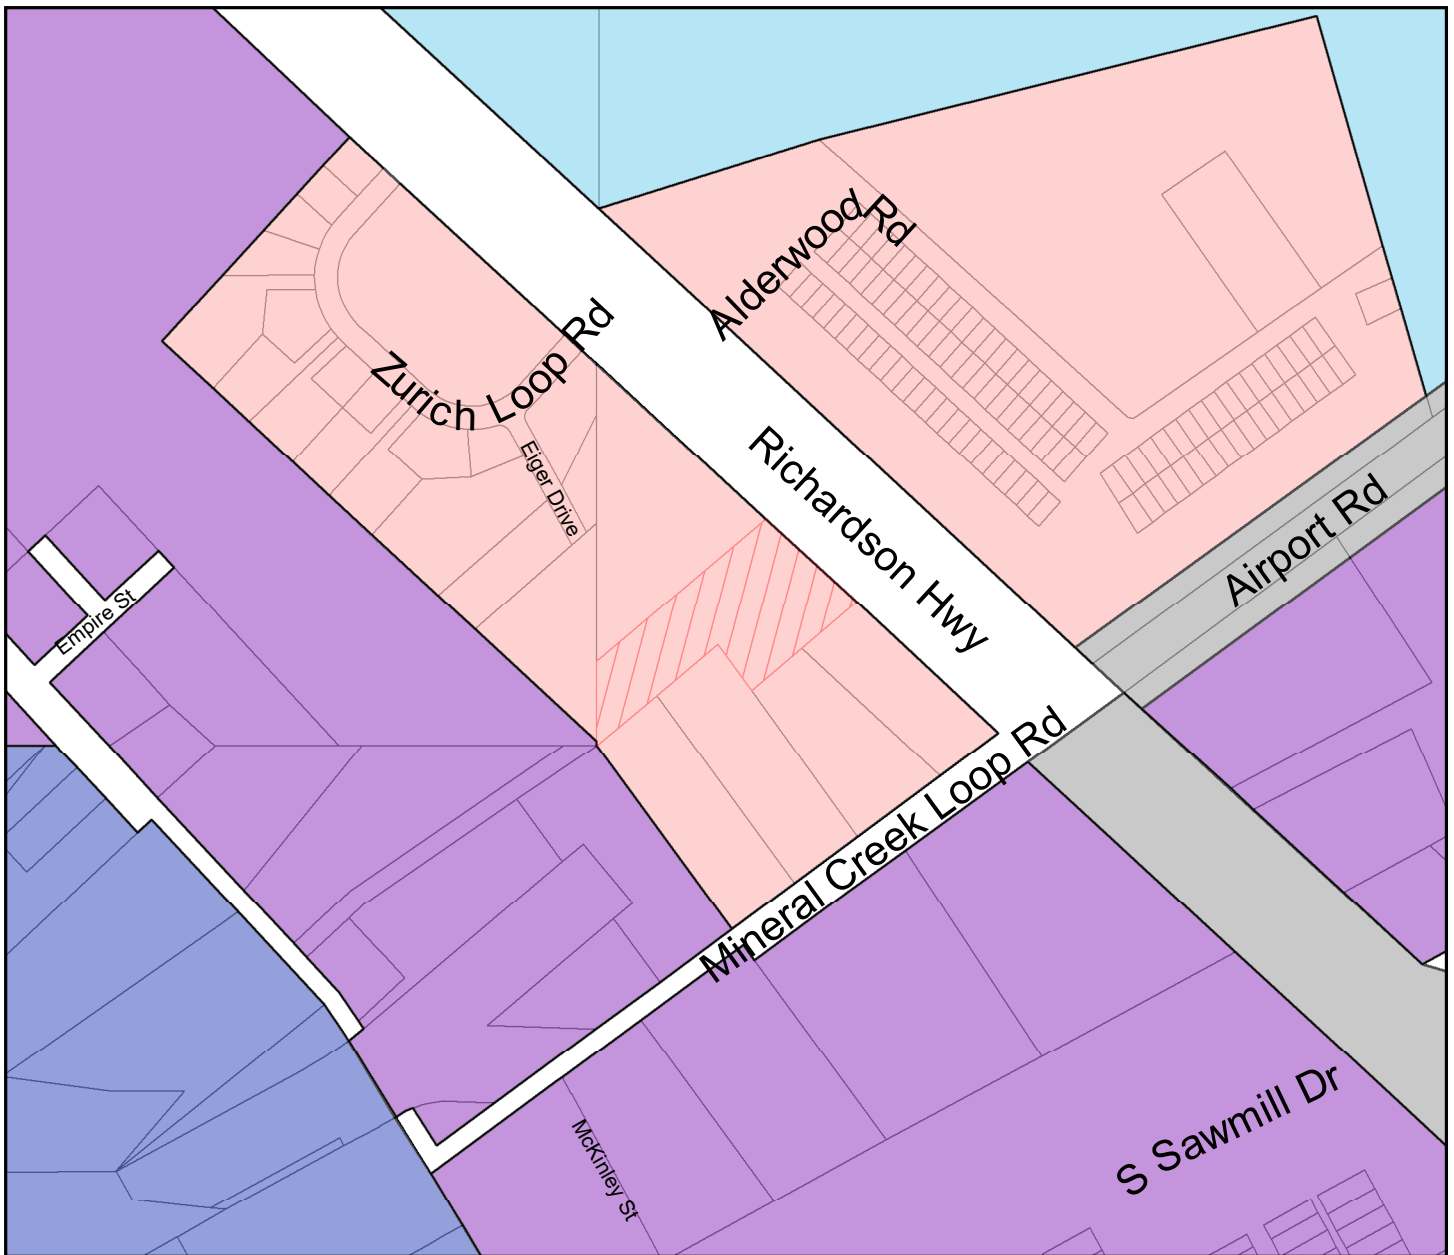 Alderwood Rd
Zurich Loop Rd
Eiger Drive
Richardson Hwy
Airport Rd
Empire St
Mineral Creek Loop Rd
McKinley St
S Sawmill Dr